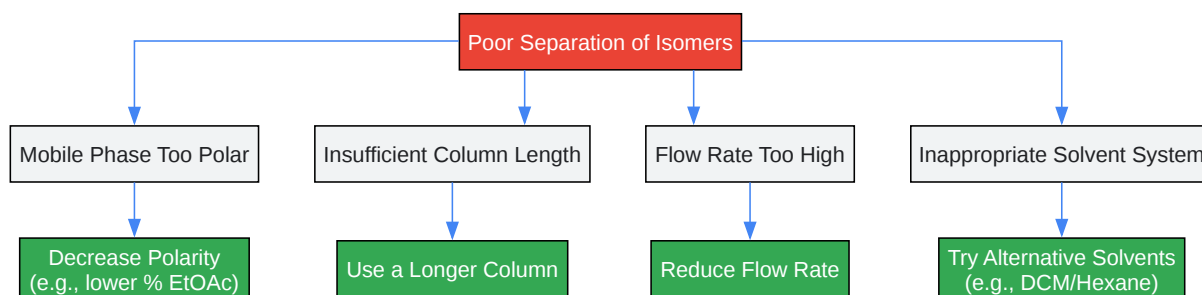 Poor Separation of Isomers
Mobile Phase Too Polar
Insufficient Column Length
Flow Rate Too High
Inappropriate Solvent System
Decrease Polarity
(e.g., lower % EtOAc)
Use a Longer Column
Reduce Flow Rate
Try Alternative Solvents
(e.g., DCM/Hexane)